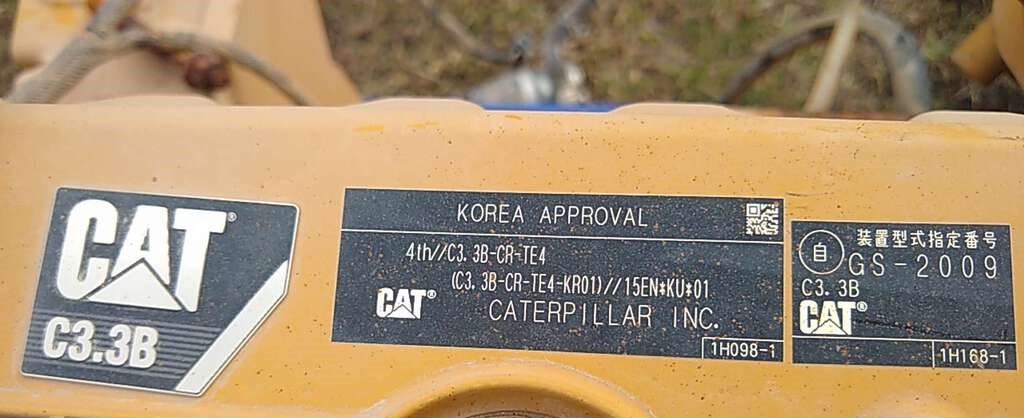 CAT®
C3.3B
KOREA APPROVAL
4th//C3.3B-CR-TE4
(C3.3B-CR-TE4-KR01)//15EN*KU*01
CAT® CATERPILLAR INC.
1H098-1
自 装置型式指定番号
GS-2009
C3.3B
CAT®
1H168-1